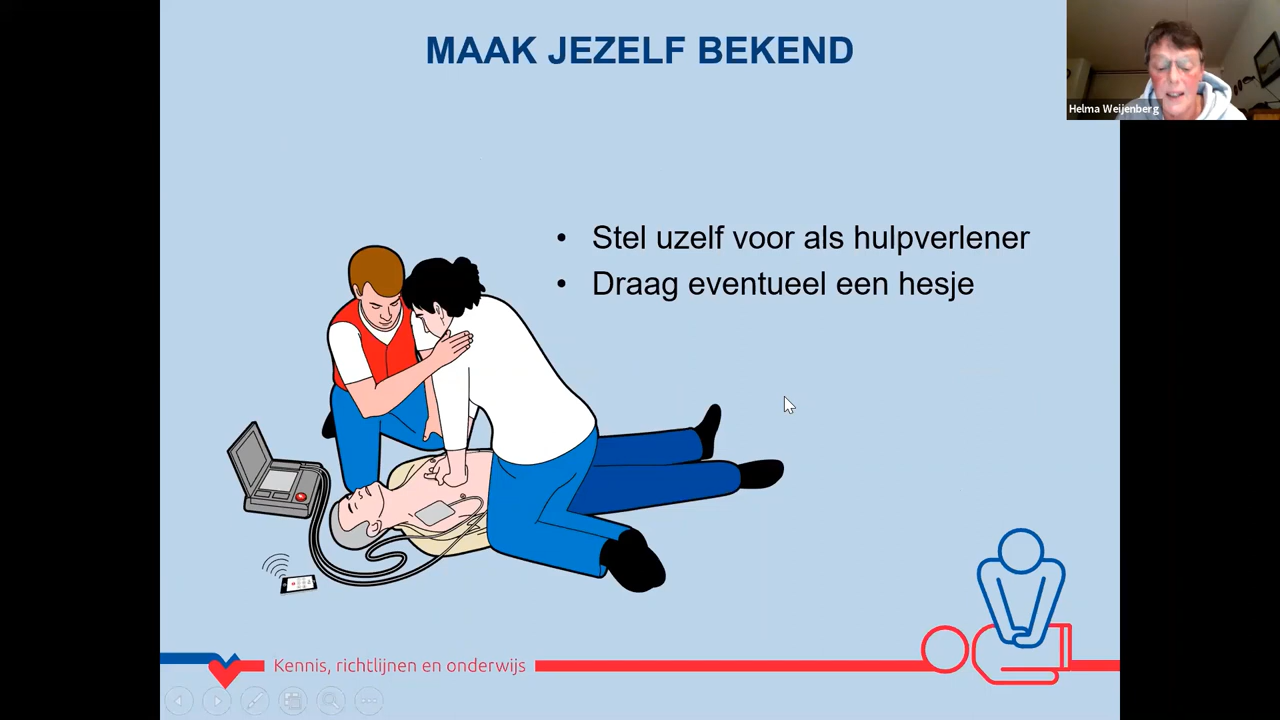 MAAK JEZELF BEKEND
Helma Weijenberg
• Stel uzelf voor als hulpverlener
• Draag eventueel een hesje
Kennis, richtlijnen en onderwijs